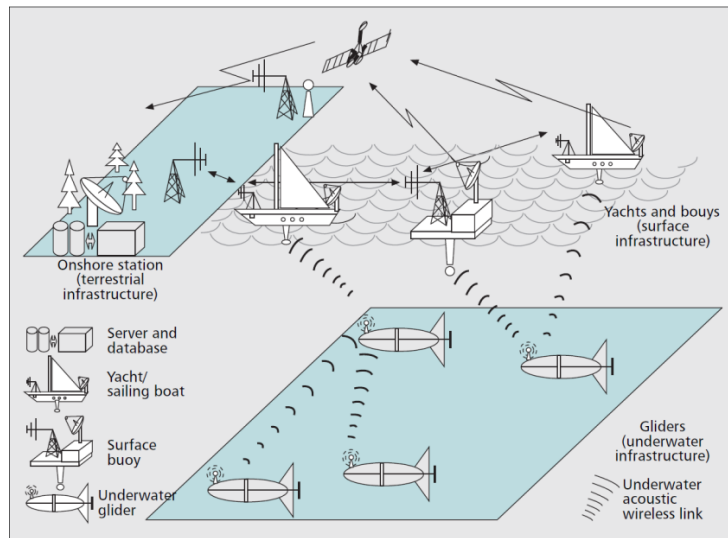 Yachts and bouys
(surface
infrastructure)
Onshore station
(terrestrial
infrastructure)
Server and
database
Yacht/
sailing boat
Surface
buoy
Underwater
glider
Gliders
(underwater
infrastructure)
Underwater
acoustic
wireless link